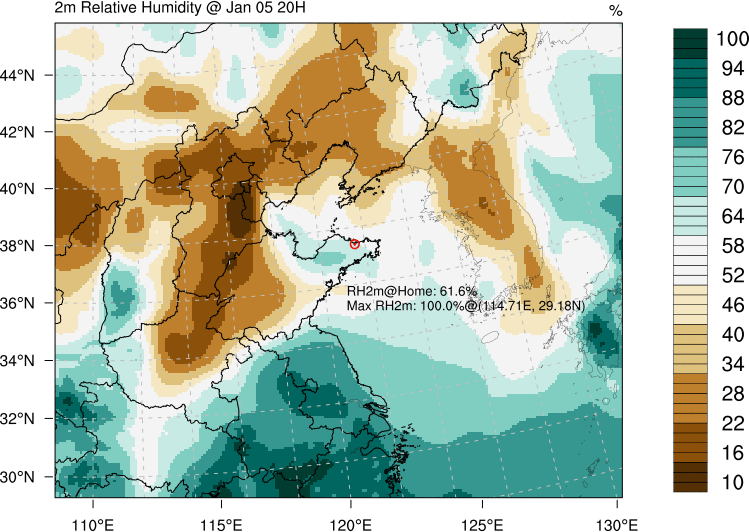 2m Relative Humidity @ Jan 05 20H
%
44°N
42°N
40°N
38°N
36°N
34°N
32°N
30°N
RH2m@Home: 61.6%
Max RH2m: 100.0%@(114.71E, 29.18N)
110°E 115°E 120°E 125°E 130°E
100
94
88
82
76
70
64
58
52
46
40
34
28
22
16
10